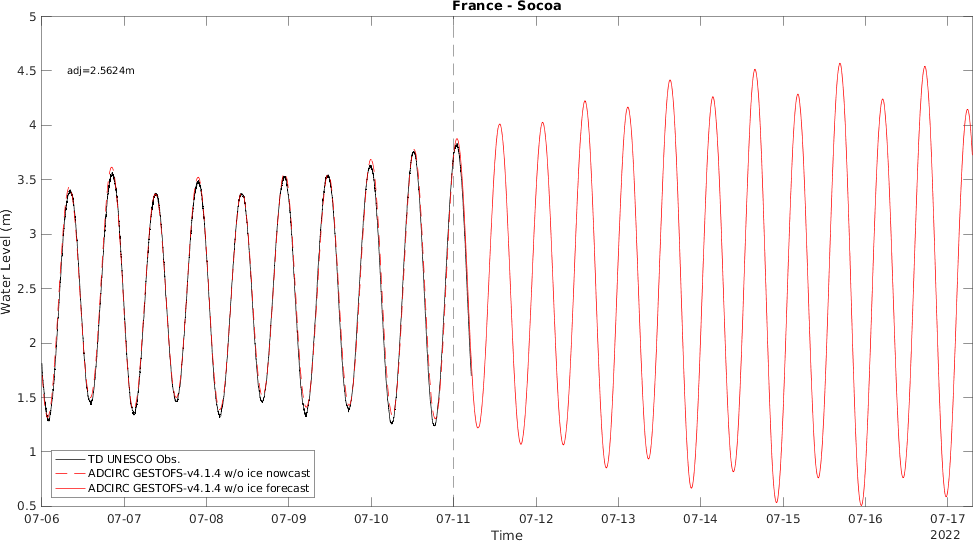 France - Socoa
5
4.5
4
3.5
3
2.5
2
1.5
1
0.5
Water Level (m)
adj=2.5624m
TD UNESCO Obs.
ADCIRC GESTOFS-v4.1.4 w/o ice nowcast
ADCIRC GESTOFS-v4.1.4 w/o ice forecast
07-06 07-07 07-08 07-09 07-10 07-11 07-12 07-13 07-14 07-15 07-16 07-17
2022
Time